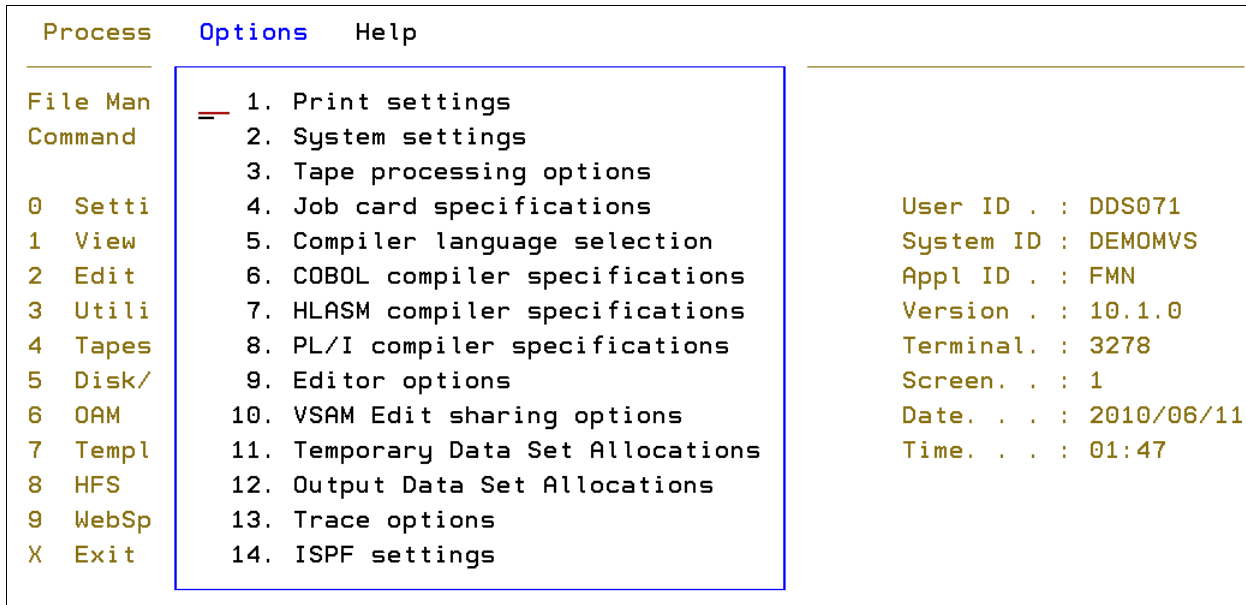 Process Options Help
File Man __ 1. Print settings
Command 2. System settings
3. Tape processing options
0 Setti 4. Job card specifications User ID . : DDS071
1 View 5. Compiler language selection System ID : DEMOMVS
2 Edit 6. COBOL compiler specifications Appl ID . : FMN
3 Utili 7. HLASM compiler specifications Version . : 10.1.0
4 Tapes 8. PL/I compiler specifications Terminal. : 3278
5 Disk/ 9. Editor options Screen. . : 1
6 OAM 10. VSAM Edit sharing options Date. . . : 2010/06/11
7 Templ 11. Temporary Data Set Allocations Time. . . : 01:47
8 HFS 12. Output Data Set Allocations
9 WebSp 13. Trace options
X Exit 14. ISPF settings